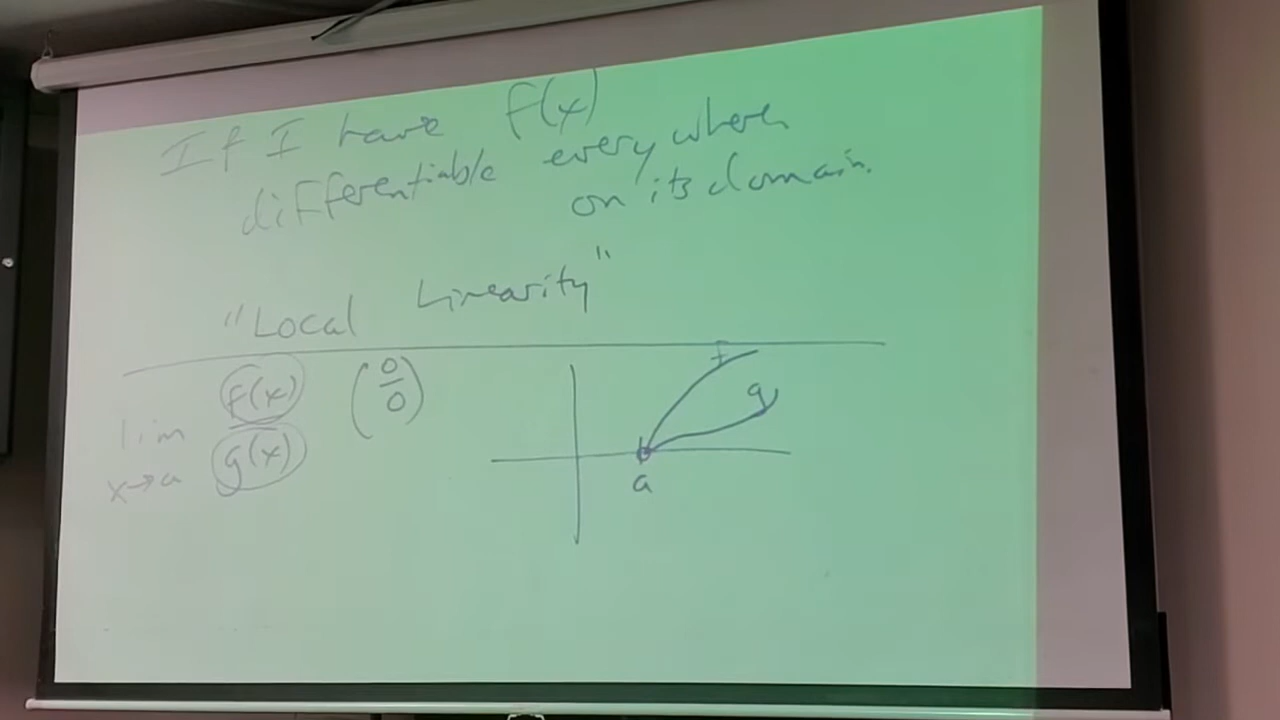 If I have f(x)
differentiable everywhere
on its domain.
"Local Linearity"
lim x→a f(x)/g(x) (0/0)
f
g
a